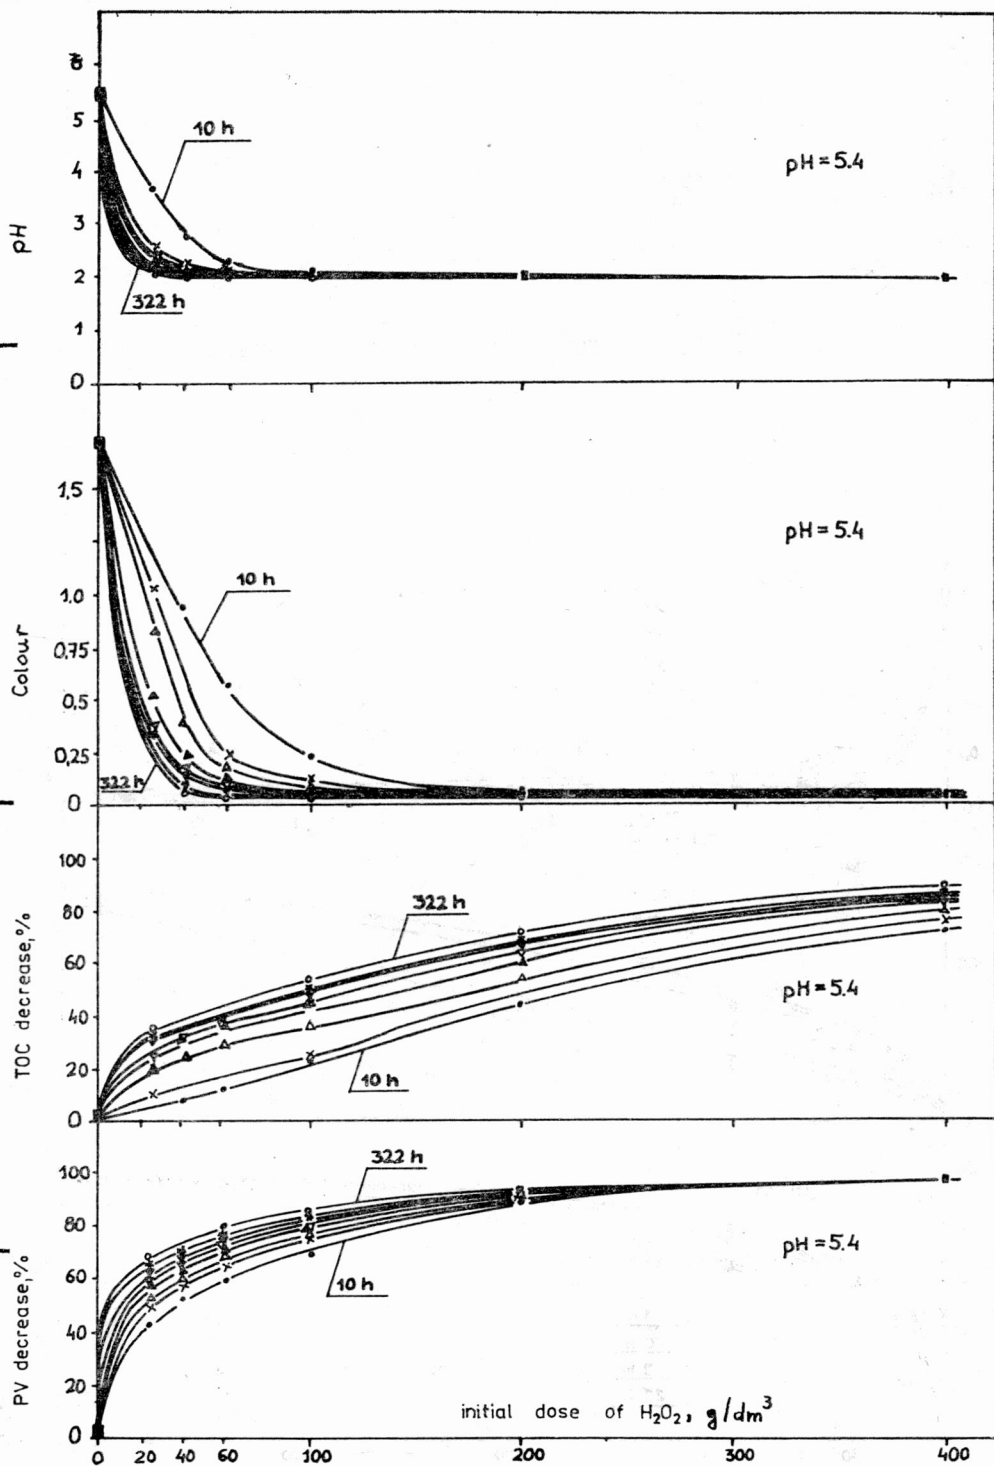 6
5
4
3
2
1
0
pH
10 h
322 h
pH = 5.4
1,5
1.0
0.75
0.5
0.25
0
Colour
10 h
322 h
pH = 5.4
100
80
60
40
20
0
TOC decrease,%
322 h
10 h
pH = 5.4
100
80
60
40
20
0
PV decrease,%
322 h
10 h
pH = 5.4
initial dose of H₂O₂, g/dm³
0 20 40 60 100 200 300 400